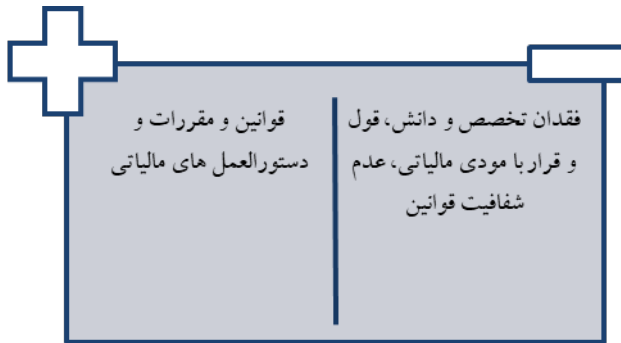 فقدان تخصص و دانش، قول
و قرار با مودی مالیاتی، عدم
شفافیت قوانین
قوانین و مقررات و
دستورالعمل های مالیاتی